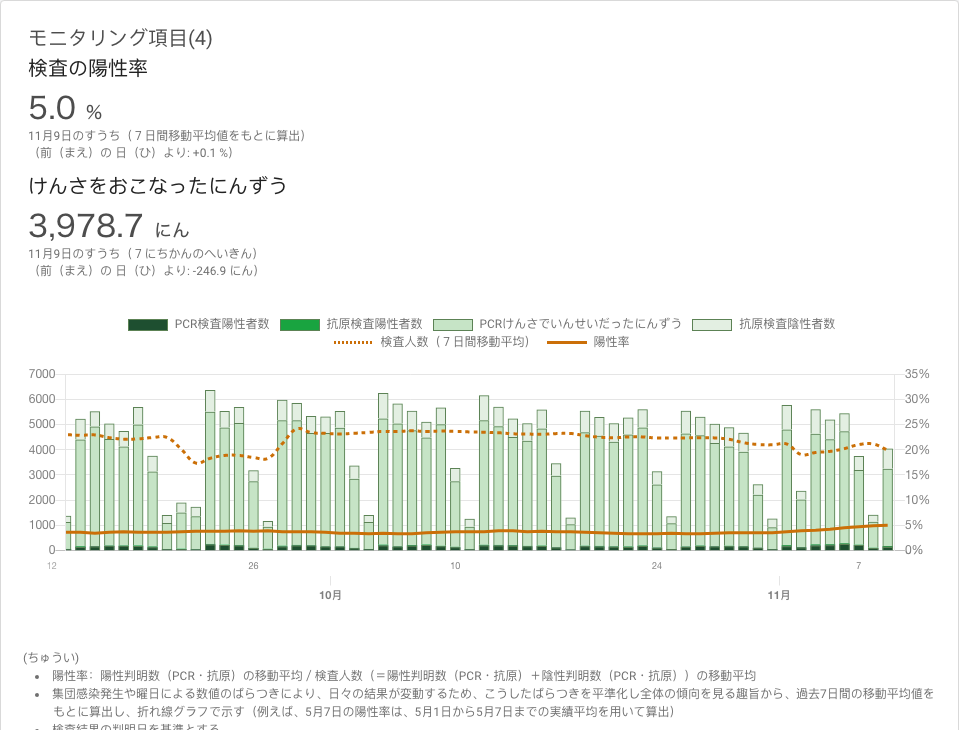 モニタリング項目(4)
検査の陽性率
5.0 %
11月9日のすうち（７日間移動平均値をもとに算出）
（前（まえ）の 日（ひ）より: +0.1 %）
けんさをおこなったにんずう
3,978.7 にん
11月9日のすうち（７にちかんのへいきん）
（前（まえ）の 日（ひ）より: -246.9 にん）
PCR検査陽性者数 抗原検査陽性者数 PCRけんさでいんせいだったにんずう 抗原検査陰性者数
検査人数（７日間移動平均） 陽性率
7000 35%
6000 30%
5000 25%
4000 20%
3000 15%
2000 10%
1000 5%
0 0%
12 26 10 24 7
10月 11月
(ちゅうい)
• 陽性率：陽性判明数（PCR・抗原）の移動平均 / 検査人数（＝陽性判明数（PCR・抗原）＋陰性判明数（PCR・抗原））の移動平均
• 集団感染発生や曜日による数値のばらつきにより、日々の結果が変動するため、こうしたばらつきを平準化し全体の傾向を見る趣旨から、過去7日間の移動平均値を
もとに算出し、折れ線グラフで示す（例えば、5月7日の陽性率は、5月1日から5月7日までの実績平均を用いて算出）
• 検査結果の判明日を基準とする